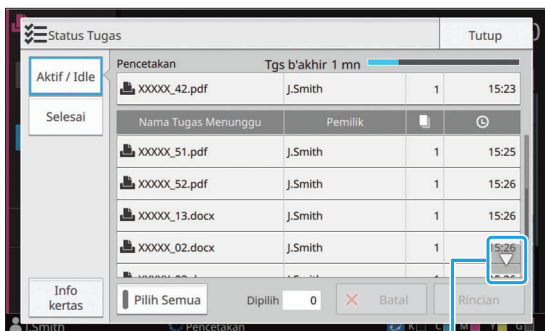 Status Tugas Tutup
Aktif / Idle
Selesai
Info
kertas
Pencetakan Tgs b'akhir 1 mn
XXXXX_42.pdf J.Smith 1 15:23
Nama Tugas Menunggu Pemilik
XXXXX_51.pdf J.Smith 1 15:25
XXXXX_52.pdf J.Smith 1 15:26
XXXXX_13.docx J.Smith 1 15:26
XXXXX_02.docx J.Smith 1 15:26
Pilih Semua Dipilih 0 Batal Rincian
J.Smith Pencetakan K C M Y G